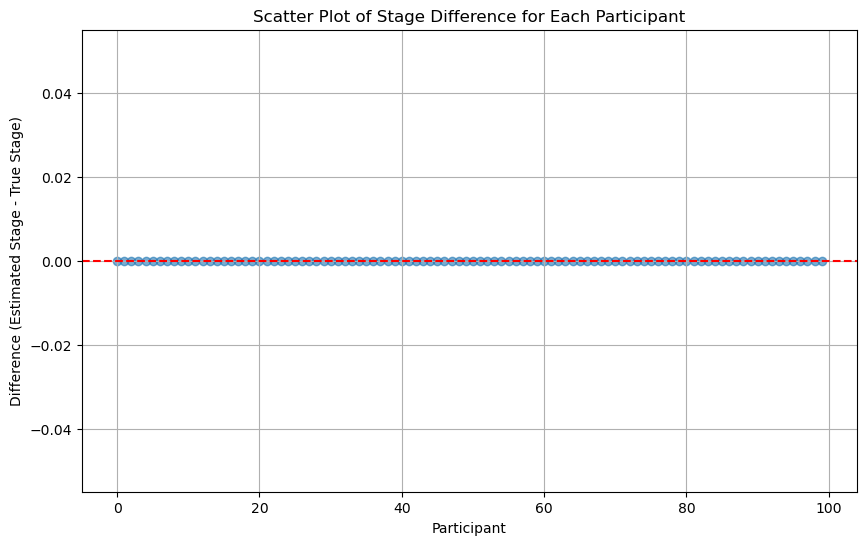 Scatter Plot of Stage Difference for Each Participant
Difference (Estimated Stage - True Stage)
0.04
0.02
0.00
−0.02
−0.04
0 20 40 60 80 100
Participant